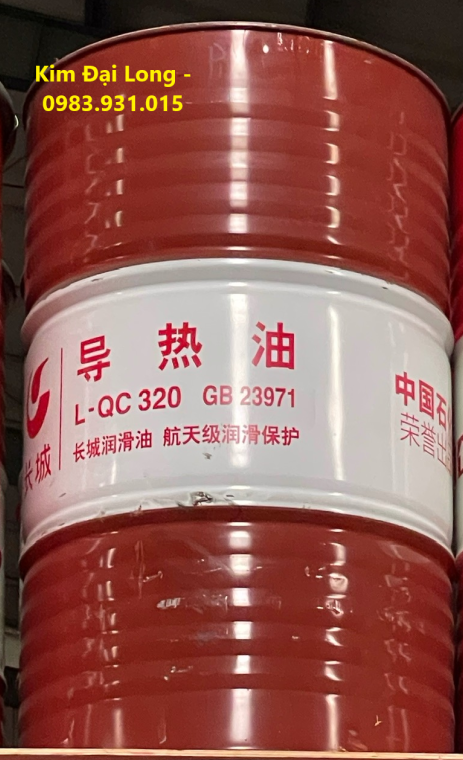 Kim Đại Long -
0983.931.015
导热油
L-QC 320 GB 23971
长城润滑油 航天级润滑保护
长城
中国石
荣誉出